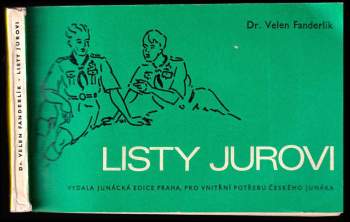 Dr. VELEN FANDERLIK - LISTY JUROVI
Dr. Velen Fanderlik
LISTY JUROVI
VYDALA JUNÁCKÁ EDICE PRAHA, PRO VNITŘNÍ POTŘEBU ČESKÉHO JUNÁKA